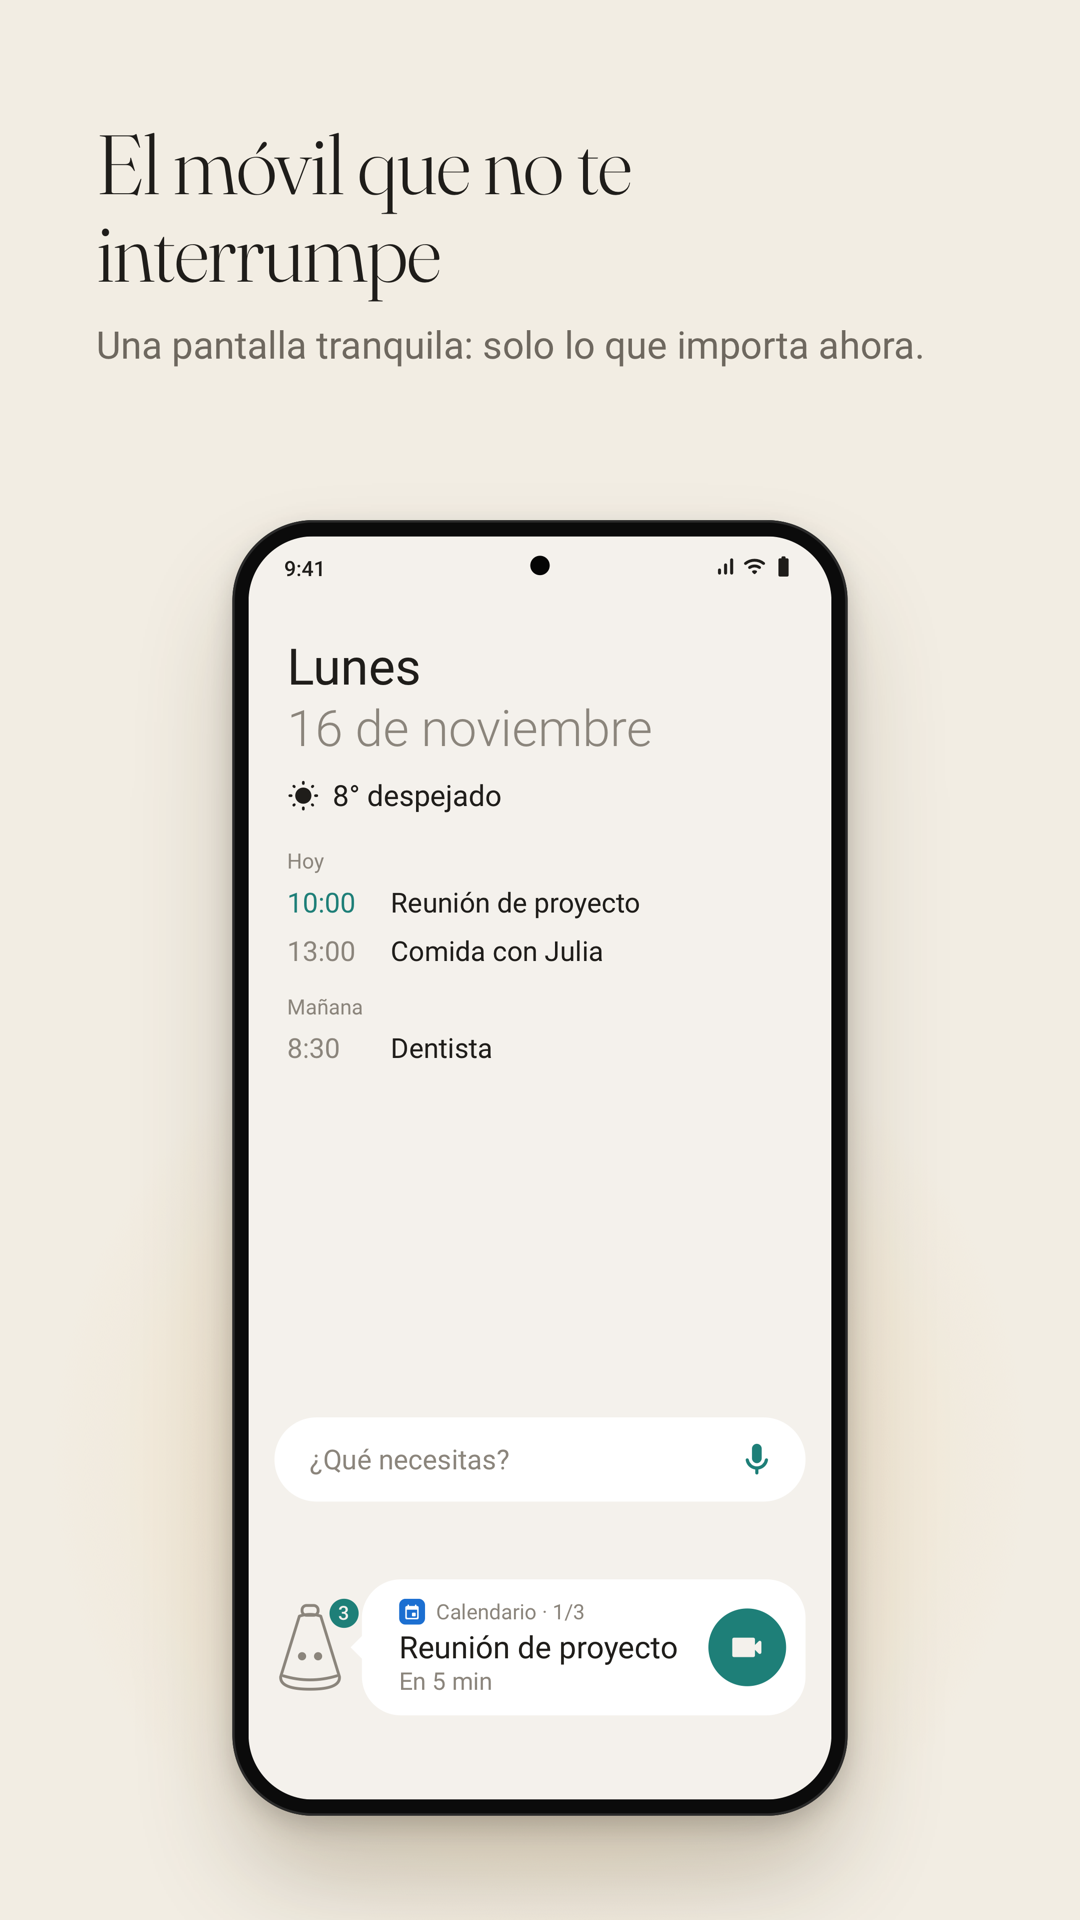 El móvil que no te
interrumpe
Una pantalla tranquila: solo lo que importa ahora.
9:41
Lunes
16 de noviembre
8° despejado
Hoy
10:00 Reunión de proyecto
13:00 Comida con Julia
Mañana
8:30 Dentista
¿Qué necesitas?
3
Calendario · 1/3
Reunión de proyecto
En 5 min